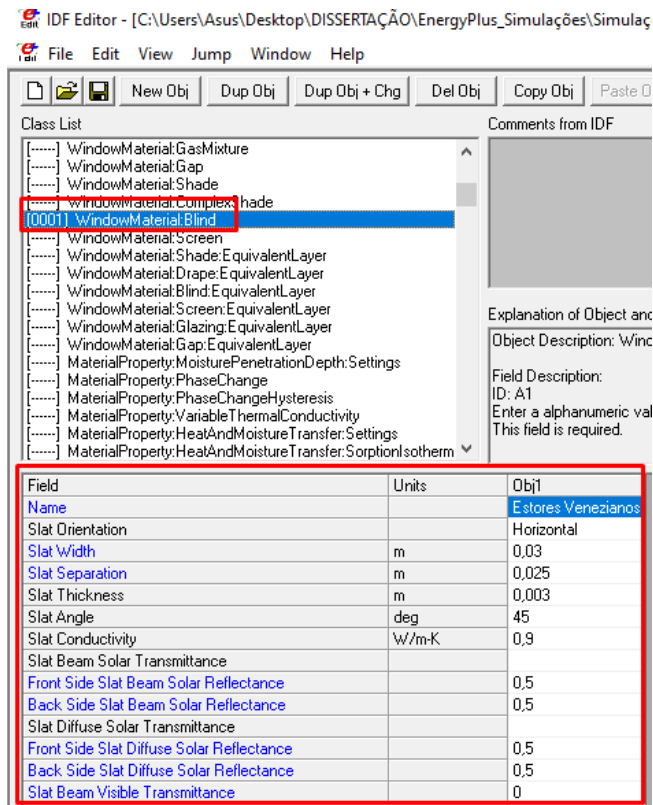 IDF Editor - [C:\Users\Asus\Desktop\DISSERTAÇÃO\EnergyPlus_Simulações\Simulaç
File Edit View Jump Window Help
New Obj Dup Obj Dup Obj + Chg Del Obj Copy Obj Paste O
Class List Comments from IDF
[------] WindowMaterial:GasMixture
[------] WindowMaterial:Gap
[------] WindowMaterial:Shade
[------] WindowMaterial:ComplexShade
[0001] WindowMaterial:Blind
[------] WindowMaterial:Screen
[------] WindowMaterial:Shade:EquivalentLayer
[------] WindowMaterial:Drape:EquivalentLayer
[------] WindowMaterial:Blind:EquivalentLayer
[------] WindowMaterial:Screen:EquivalentLayer
[------] WindowMaterial:Glazing:EquivalentLayer
[------] WindowMaterial:Gap:EquivalentLayer
[------] MaterialProperty:MoisturePenetrationDepth:Settings
[------] MaterialProperty:PhaseChange
[------] MaterialProperty:PhaseChangeHysteresis
[------] MaterialProperty:VariableThermalConductivity
[------] MaterialProperty:HeatAndMoistureTransfer:Settings
[------] MaterialProperty:HeatAndMoistureTransfer:SorptionIsotherm
Explanation of Object and
Object Description: Wind
Field Description:
ID: A1
Enter a alphanumeric val
This field is required.
Field Units Obj1
Name Estores Venezianos
Slat Orientation Horizontal
Slat Width m 0,03
Slat Separation m 0,025
Slat Thickness m 0,003
Slat Angle deg 45
Slat Conductivity W/m-K 0,9
Slat Beam Solar Transmittance
Front Side Slat Beam Solar Reflectance 0,5
Back Side Slat Beam Solar Reflectance 0,5
Slat Diffuse Solar Transmittance
Front Side Slat Diffuse Solar Reflectance 0,5
Back Side Slat Diffuse Solar Reflectance 0,5
Slat Beam Visible Transmittance 0